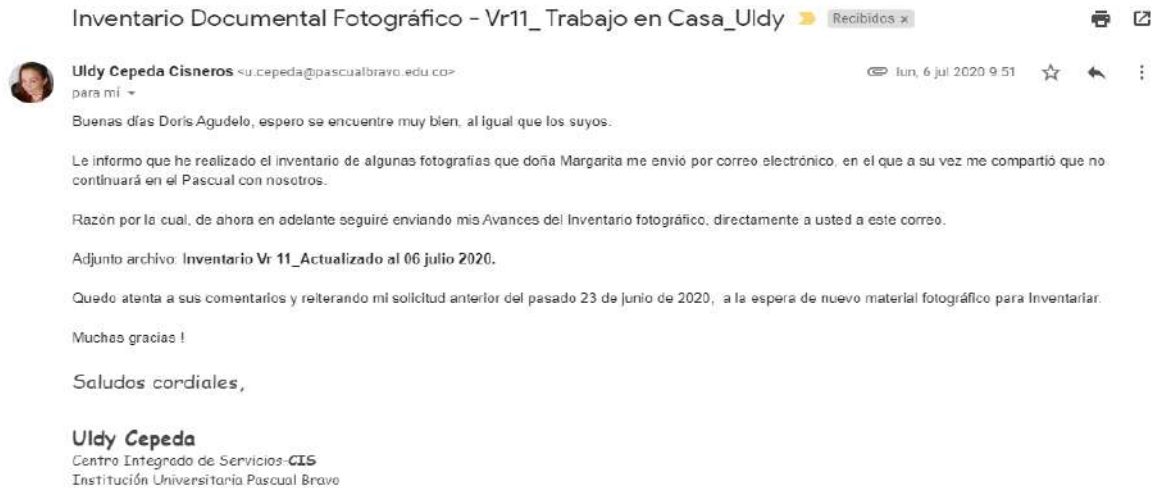 Inventario Documental Fotográfico - Vr11_ Trabajo en Casa_Uldy Recibidos x
Uldy Cepeda Cisneros <u.cepeda@pascualbravo.edu.co> lun, 6 jul 2020 9:51
para mí
Buenas días Doris Agudelo, espero se encuentre muy bien, al igual que los suyos.
Le informo que he realizado el inventario de algunas fotografías que doña Margarita me envió por correo electrónico, en el que a su vez me compartió que no
continuará en el Pascual con nosotros.
Razón por la cual, de ahora en adelante seguiré enviando mis Avances del Inventario fotográfico, directamente a usted a este correo.
Adjunto archivo: Inventario Vr 11_Actualizado al 06 julio 2020.
Quedo atenta a sus comentarios y reiterando mi solicitud anterior del pasado 23 de junio de 2020, a la espera de nuevo material fotográfico para Inventariar.
Muchas gracias !
Saludos cordiales,
Uldy Cepeda
Centro Integrado de Servicios-CIS
Institución Universitaria Pascual Bravo